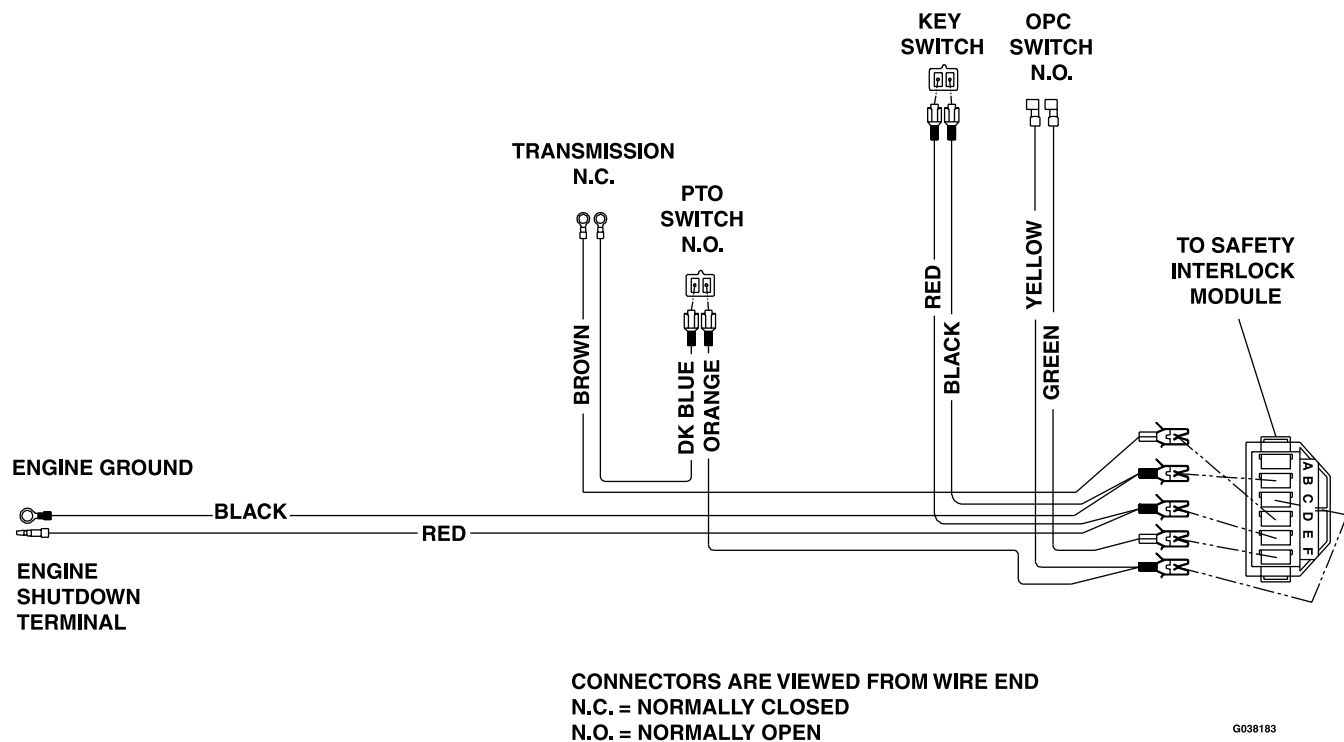 KEY
SWITCH
OPC
SWITCH
N.O.
TRANSMISSION
N.C.
PTO
SWITCH
N.O.
TO SAFETY
INTERLOCK
MODULE
BROWN
DK BLUE
ORANGE
RED
BLACK
YELLOW
GREEN
A
B
C
D
E
F
ENGINE GROUND
BLACK
RED
ENGINE
SHUTDOWN
TERMINAL
CONNECTORS ARE VIEWED FROM WIRE END
N.C. = NORMALLY CLOSED
N.O. = NORMALLY OPEN
G038183